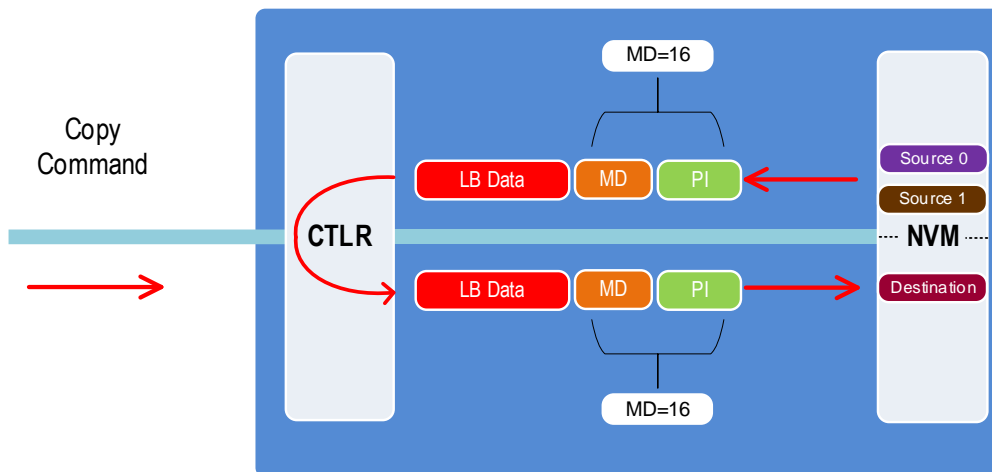 MD=16
Copy
Command
Source 0
LB Data MD PI
Source 1
CTLR
NVM
LB Data MD PI
Destination
MD=16